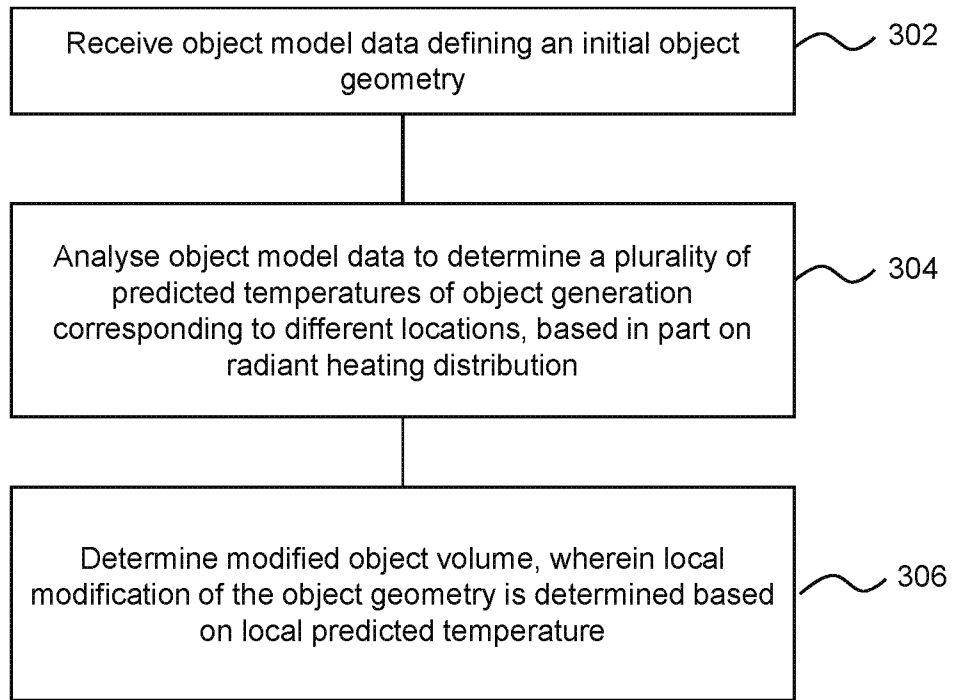 Receive object model data defining an initial object
geometry
302
Analyse object model data to determine a plurality of
predicted temperatures of object generation
corresponding to different locations, based in part on
radiant heating distribution
304
Determine modified object volume, wherein local
modification of the object geometry is determined based
on local predicted temperature
306